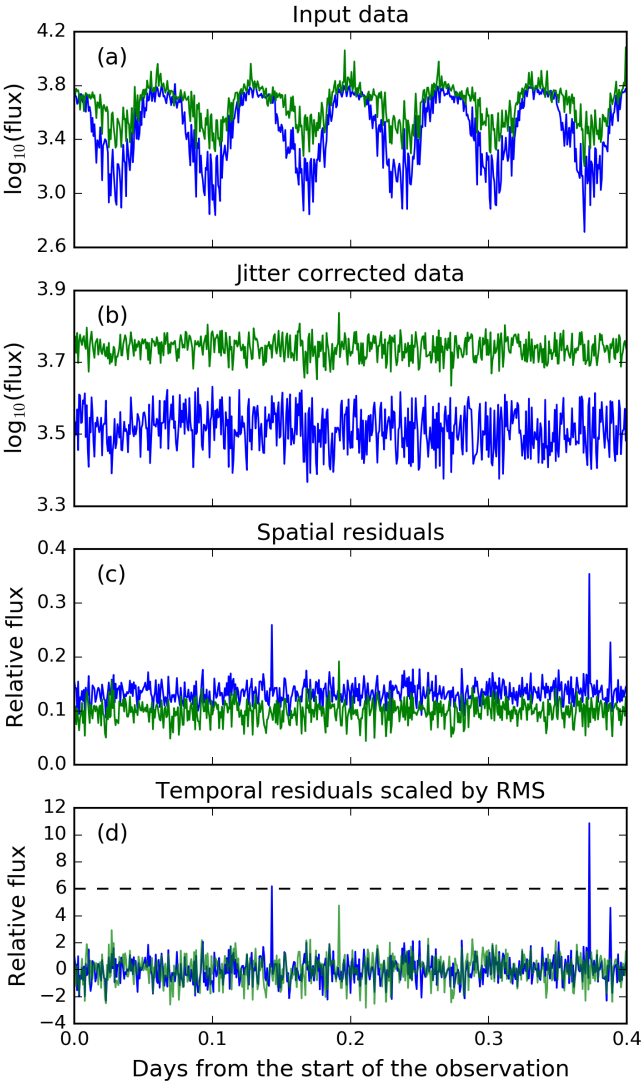 Input data
(a)
4.2
3.8
3.4
3.0
2.6
log₁₀(flux)
Jitter corrected data
(b)
3.9
3.7
3.5
3.3
log₁₀(flux)
Spatial residuals
(c)
0.4
0.3
0.2
0.1
0.0
Relative flux
Temporal residuals scaled by RMS
(d)
12
10
8
6
4
2
0
−2
−4
Relative flux
0.0 0.1 0.2 0.3 0.4
Days from the start of the observation